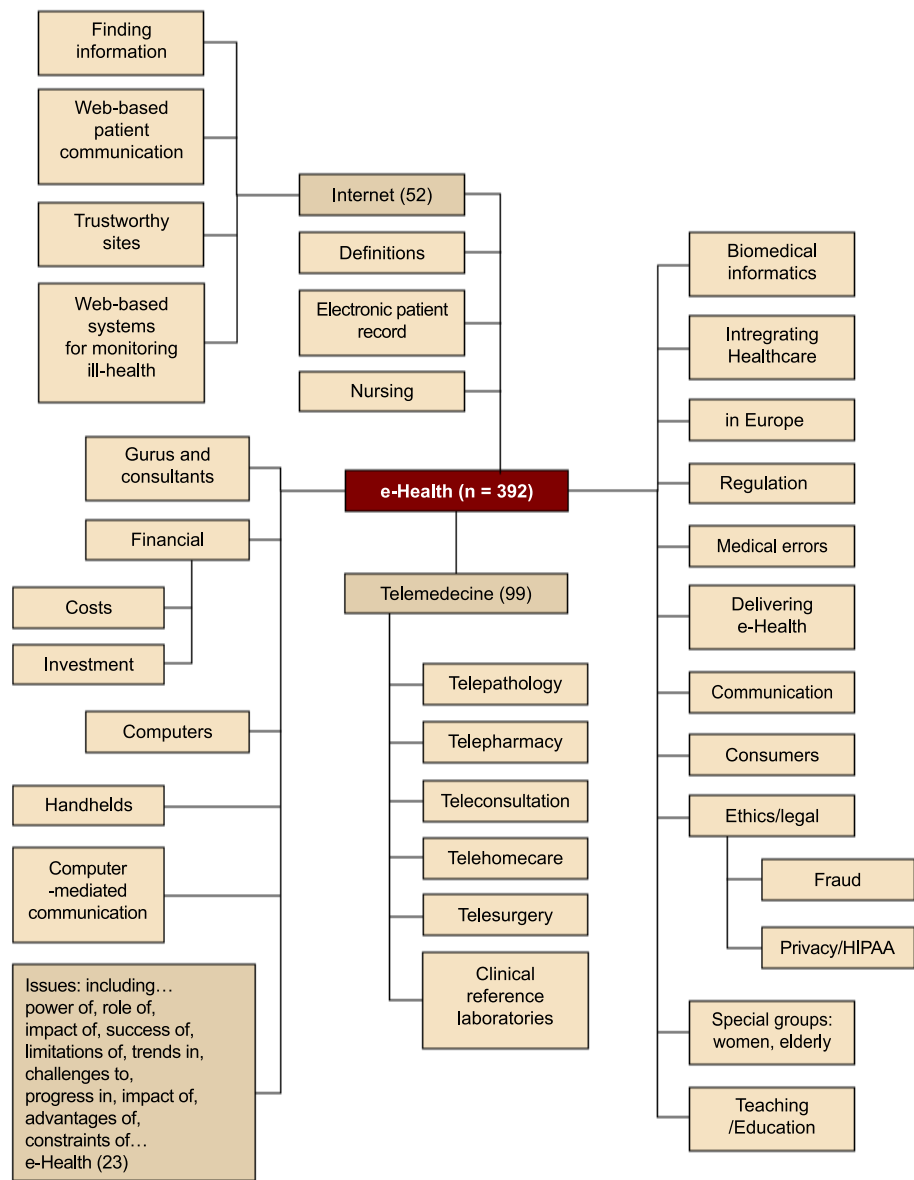 Finding
information
Web-based
patient
communication
Trustworthy
sites
Web-based
systems
for monitoring
ill-health
Internet (52)
Definitions
Electronic patient
record
Nursing
Gurus and
consultants
Financial
Costs
Investment
Computers
Handhelds
Computer
-mediated
communication
Issues: including…
power of, role of,
impact of, success of,
limitations of, trends in,
challenges to,
progress in, impact of,
advantages of,
constraints of…
e-Health (23)
e-Health (n = 392)
Telemedecine (99)
Telepathology
Telepharmacy
Teleconsultation
Telehomecare
Telesurgery
Clinical
reference
laboratories
Biomedical
informatics
Intregrating
Healthcare
in Europe
Regulation
Medical errors
Delivering
e-Health
Communication
Consumers
Ethics/legal
Fraud
Privacy/HIPAA
Special groups:
women, elderly
Teaching
/Education